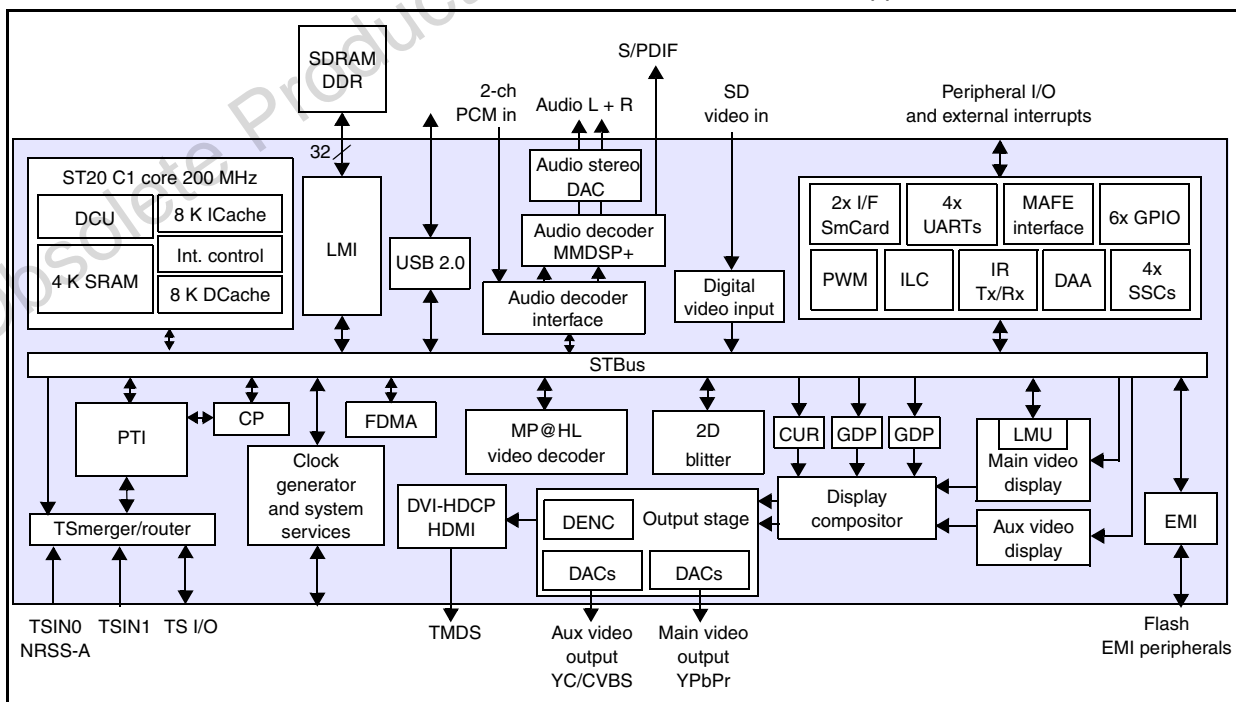 Obsolete Product
SDRAM
DDR
2-ch
PCM in
S/PDIF
Audio L + R
SD
video in
Peripheral I/O
and external interrupts
32
ST20 C1 core 200 MHz
DCU
8 K ICache
4 K SRAM
Int. control
8 K DCache
LMI
USB 2.0
Audio stereo
DAC
Audio decoder
MMDSP+
Audio decoder
interface
Digital
video input
2x I/F
SmCard
4x
UARTs
MAFE
interface
6x GPIO
PWM
ILC
IR
Tx/Rx
DAA
4x
SSCs
STBus
PTI
CP
FDMA
Clock
generator
and system
services
MP@HL
video decoder
2D
blitter
CUR
GDP
GDP
LMU
Main video
display
TSmerger/router
DVI-HDCP
HDMI
DENC
Output stage
DACs
DACs
Display
compositor
Aux video
display
EMI
TSIN0
NRSS-A
TSIN1
TS I/O
TMDS
Aux video
output
YC/CVBS
Main video
output
YPbPr
Flash
EMI peripherals
obsolete